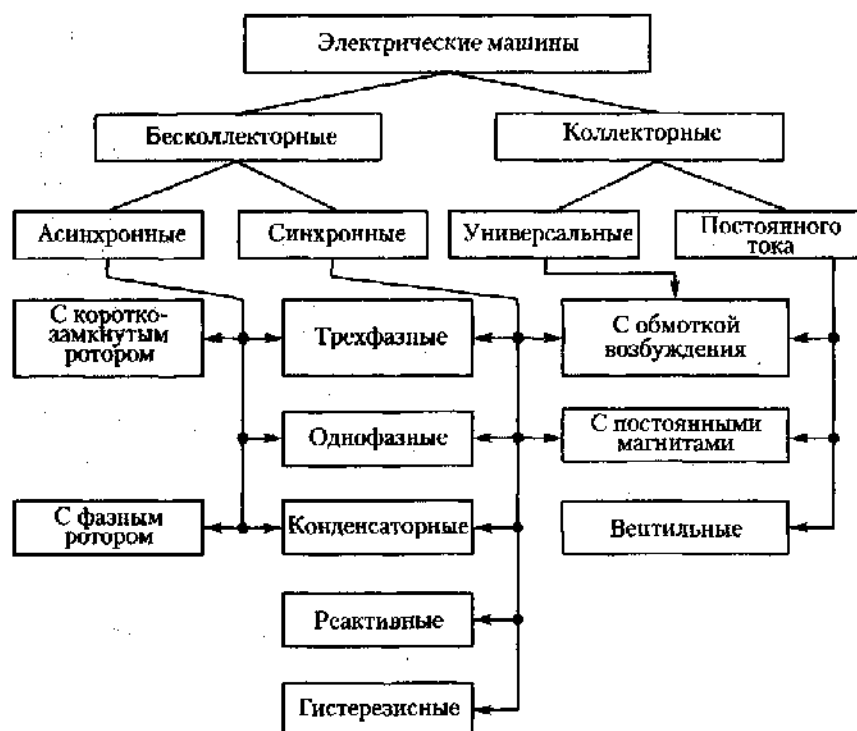 Электрические машины
Бесколлекторные
Коллекторные
Асинхронные
Синхронные
Универсальные
Постоянного
тока
С коротко-
замкнутым
ротором
Трехфазные
С обмоткой
возбуждения
Однофазные
С постоянными
магнитами
С фазным
ротором
Конденсаторные
Вентильные
Реактивные
Гистерезисные